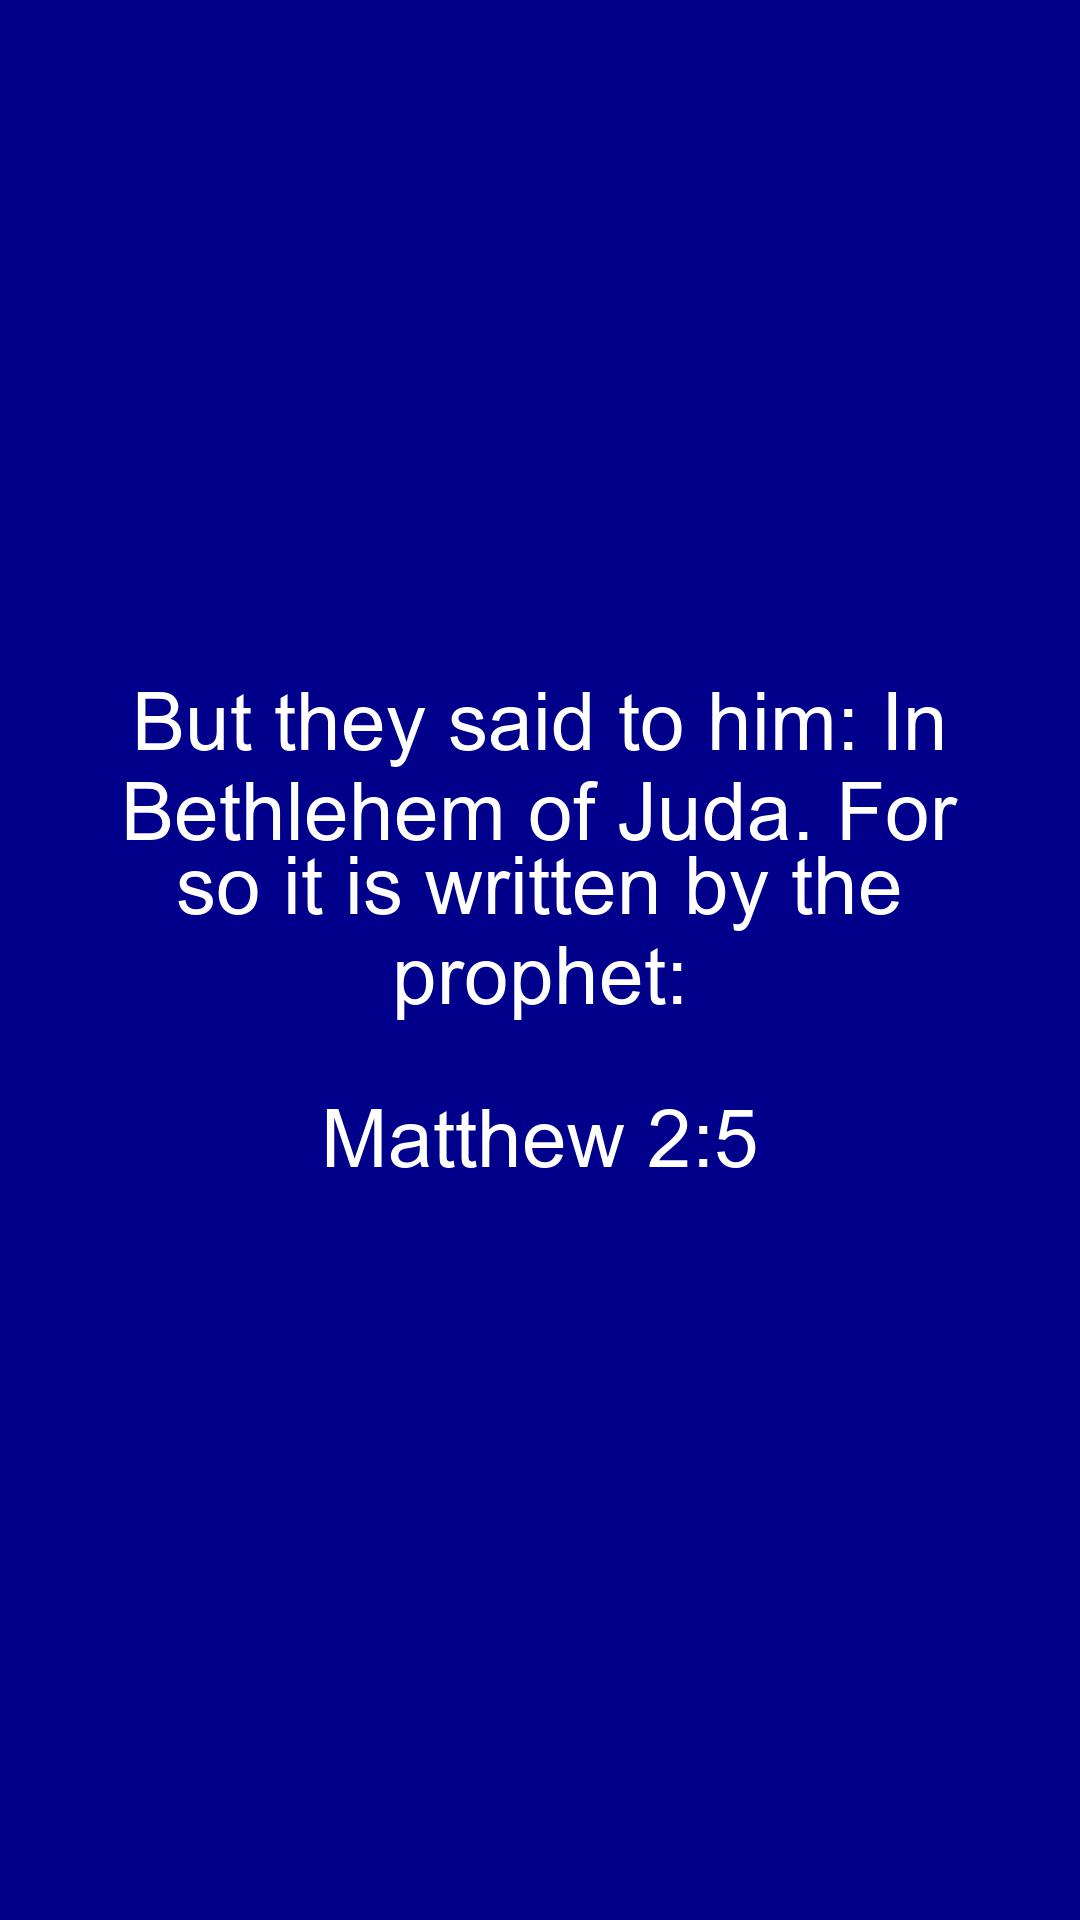 But they said to him: In
Bethlehem of Juda. For
so it is written by the
prophet:
Matthew 2:5